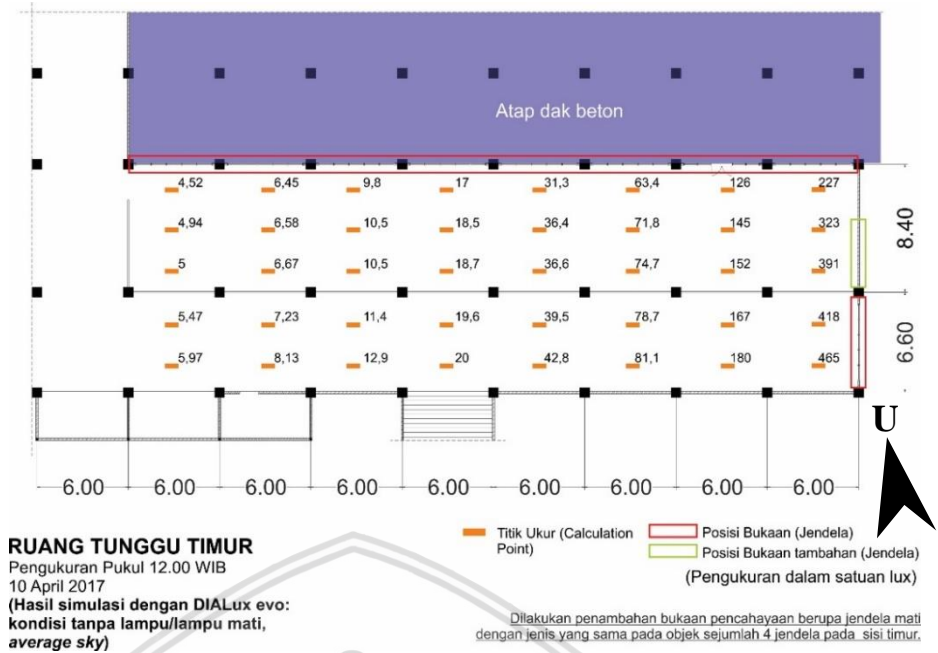 Atap dak beton
4,52 6,45 9,8 17 31,3 63,4 126 227
4,94 6,58 10,5 18,5 36,4 71,8 145 323
5 6,67 10,5 18,7 36,6 74,7 152 391
8.40
5,47 7,23 11,4 19,6 39,5 78,7 167 418
5,97 8,13 12,9 20 42,8 81,1 180 465
6.60
U
6.00 6.00 6.00 6.00 6.00 6.00 6.00 6.00 6.00
RUANG TUNGGU TIMUR
Pengukuran Pukul 12.00 WIB
10 April 2017
(Hasil simulasi dengan DIALux evo:
kondisi tanpa lampu/lampu mati,
average sky)
Titik Ukur (Calculation
Point)
Posisi Bukaan (Jendela)
Posisi Bukaan tambahan (Jendela)
(Pengukuran dalam satuan lux)
Dilakukan penambahan bukaan pencahayaan berupa jendela mati
dengan jenis yang sama pada objek sejumlah 4 jendela pada sisi timur.